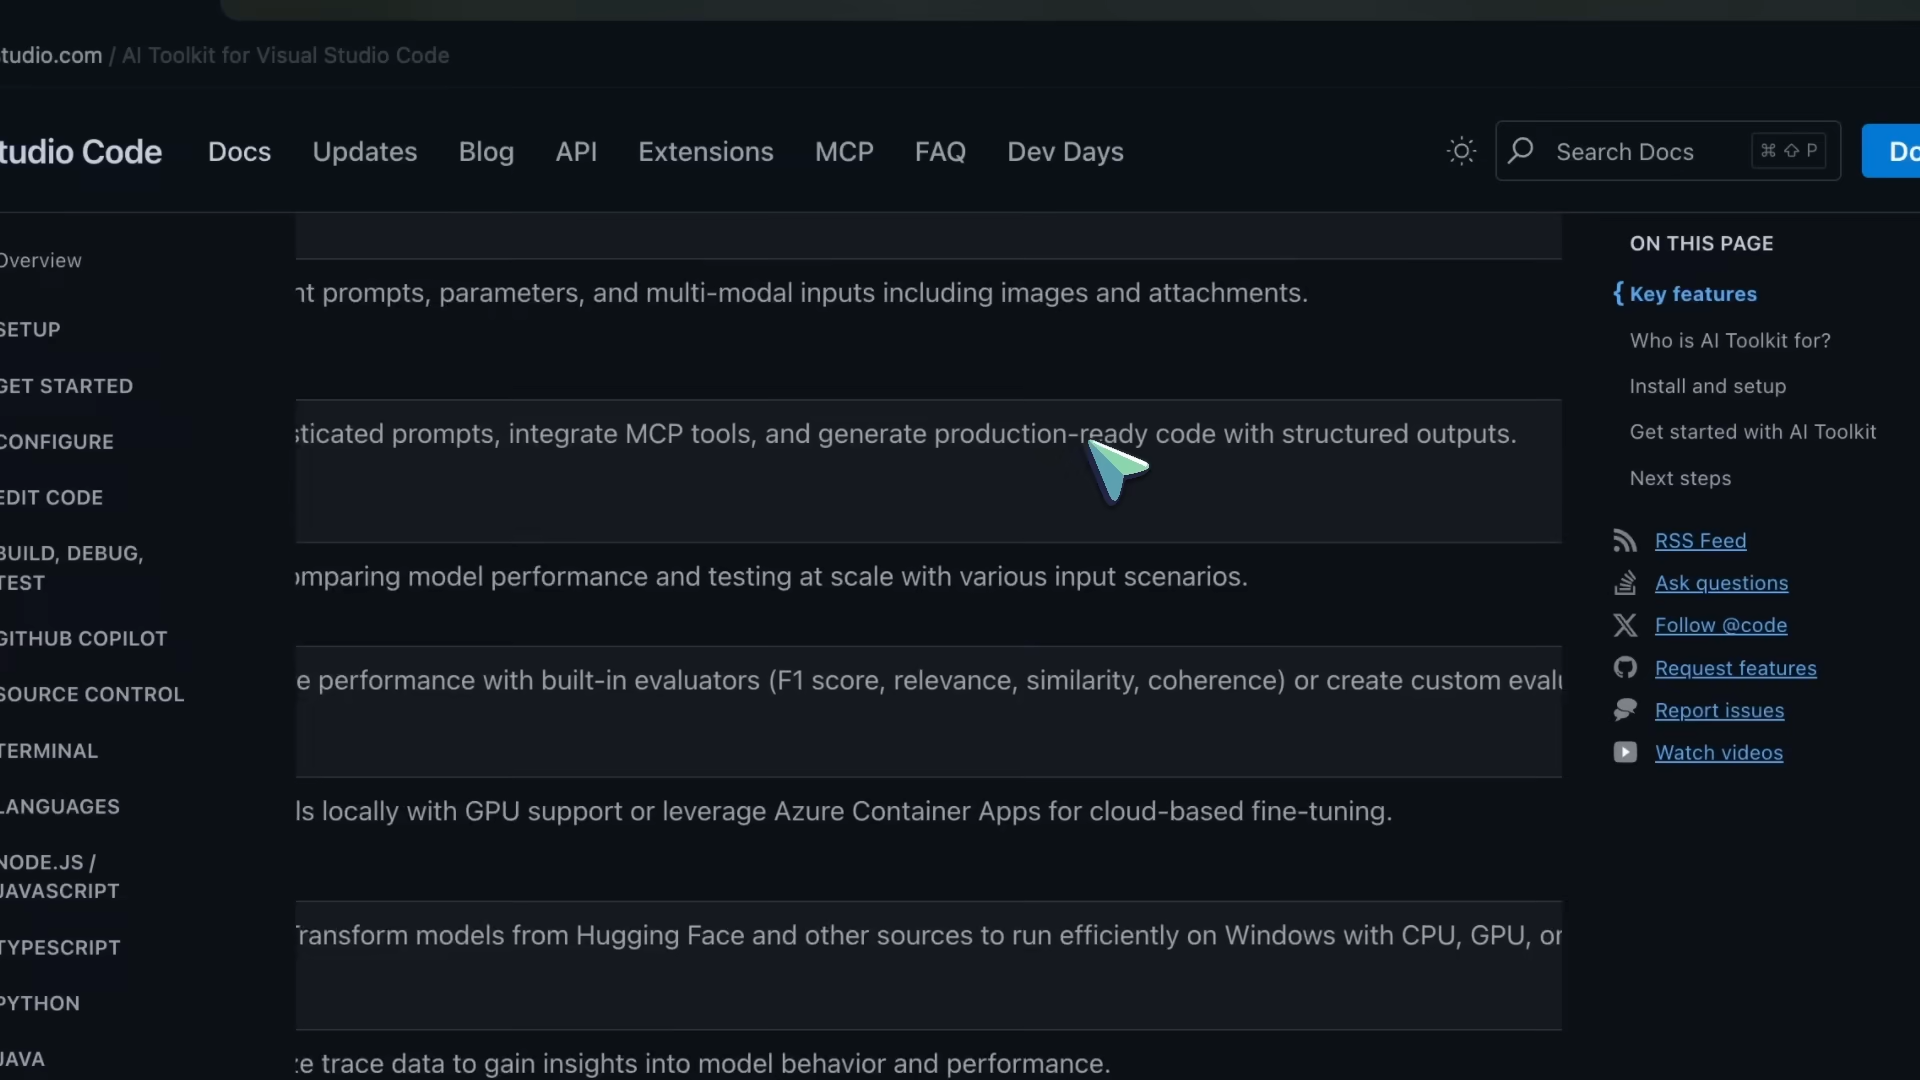 tudio.com / AI Toolkit for Visual Studio Code
tudio Code Docs Updates Blog API Extensions MCP FAQ Dev Days Search Docs ⌘ ⇧ P Do
Overview
SETUP
GET STARTED
CONFIGURE
EDIT CODE
BUILD, DEBUG,
TEST
GITHUB COPILOT
SOURCE CONTROL
TERMINAL
LANGUAGES
NODE.JS /
JAVASCRIPT
TYPESCRIPT
PYTHON
JAVA
nt prompts, parameters, and multi-modal inputs including images and attachments.
sticated prompts, integrate MCP tools, and generate production-ready code with structured outputs.
omparing model performance and testing at scale with various input scenarios.
e performance with built-in evaluators (F1 score, relevance, similarity, coherence) or create custom evalu
ls locally with GPU support or leverage Azure Container Apps for cloud-based fine-tuning.
Transform models from Hugging Face and other sources to run efficiently on Windows with CPU, GPU, or
ze trace data to gain insights into model behavior and performance.
ON THIS PAGE
Key features
Who is AI Toolkit for?
Install and setup
Get started with AI Toolkit
Next steps
RSS Feed
Ask questions
Follow @code
Request features
Report issues
Watch videos